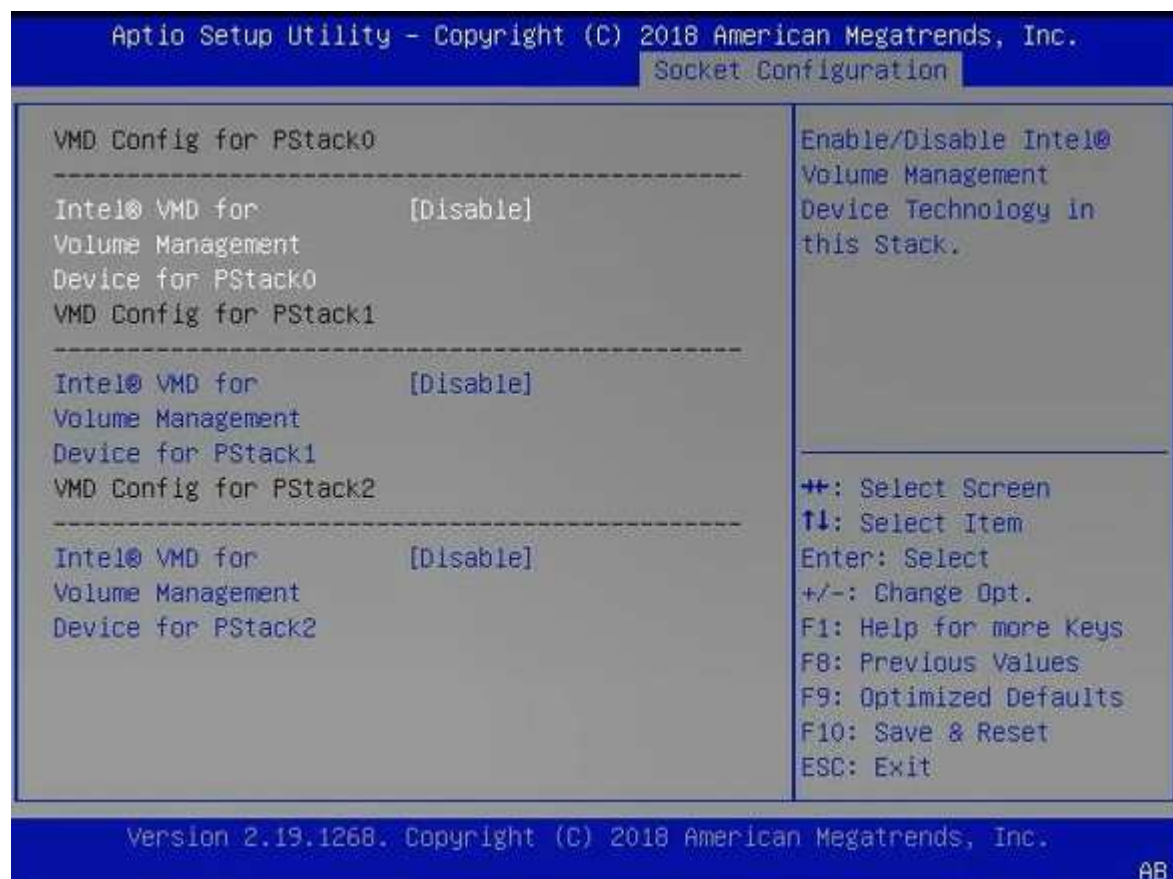 Aptio Setup Utility – Copyright (C) 2018 American Megatrends, Inc.
Socket Configuration
VMD Config for PStack0
------------------------------------------------
Intel® VMD for [Disable]
Volume Management
Device for PStack0
VMD Config for PStack1
------------------------------------------------
Intel® VMD for [Disable]
Volume Management
Device for PStack1
VMD Config for PStack2
------------------------------------------------
Intel® VMD for [Disable]
Volume Management
Device for PStack2
Enable/Disable Intel®
Volume Management
Device Technology in
this Stack.
→←: Select Screen
↑↓: Select Item
Enter: Select
+/-: Change Opt.
F1: Help for more Keys
F8: Previous Values
F9: Optimized Defaults
F10: Save & Reset
ESC: Exit
Version 2.19.1268. Copyright (C) 2018 American Megatrends, Inc.
AB